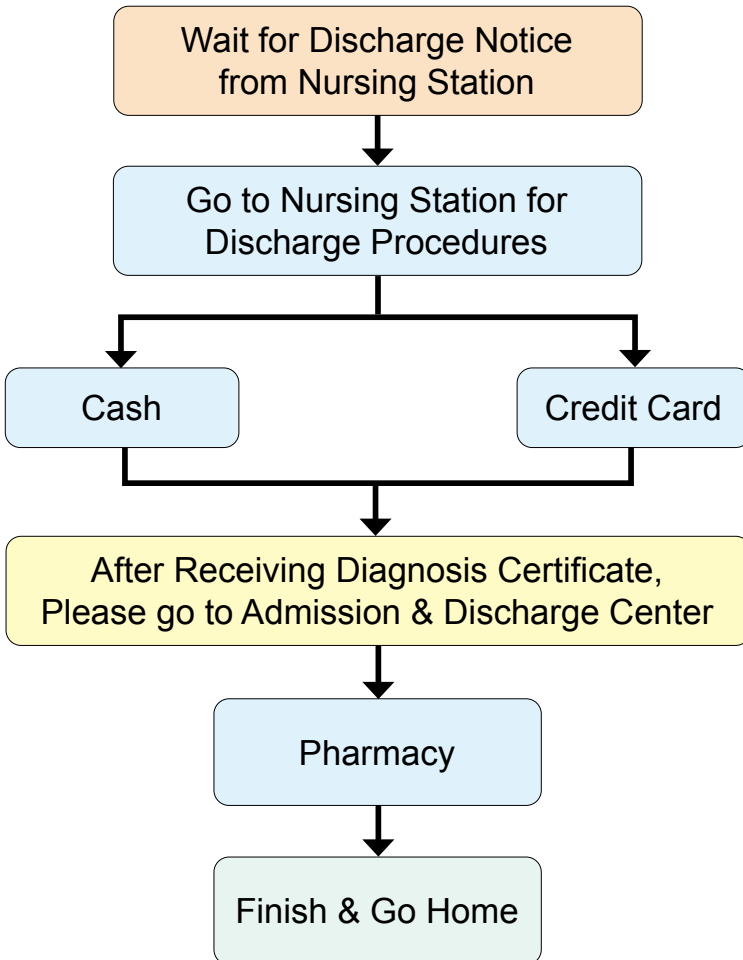 Wait for Discharge Notice
from Nursing Station
Go to Nursing Station for
Discharge Procedures
Cash
Credit Card
After Receiving Diagnosis Certificate,
Please go to Admission & Discharge Center
Pharmacy
Finish & Go Home